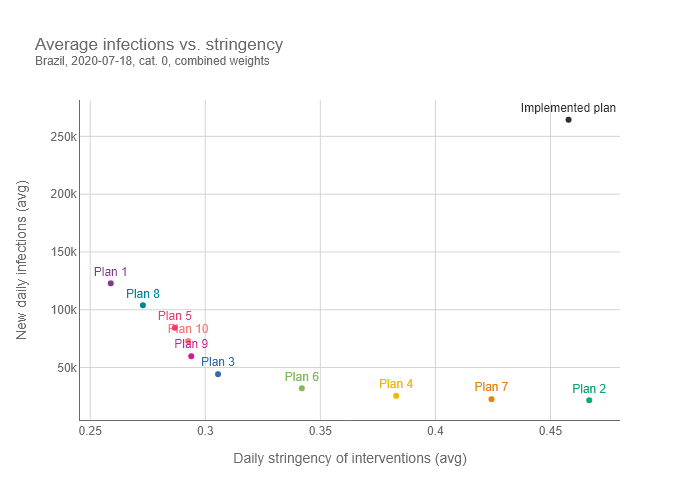 Average infections vs. stringency
Brazil, 2020-07-18, cat. 0, combined weights
Implemented plan
250k
200k
150k
100k
50k
New daily infections (avg)
Plan 1
Plan 8
Plan 5
Plan 10
Plan 9
Plan 3
Plan 6
Plan 4
Plan 7
Plan 2
0.25
0.3
0.35
0.4
0.45
Daily stringency of interventions (avg)